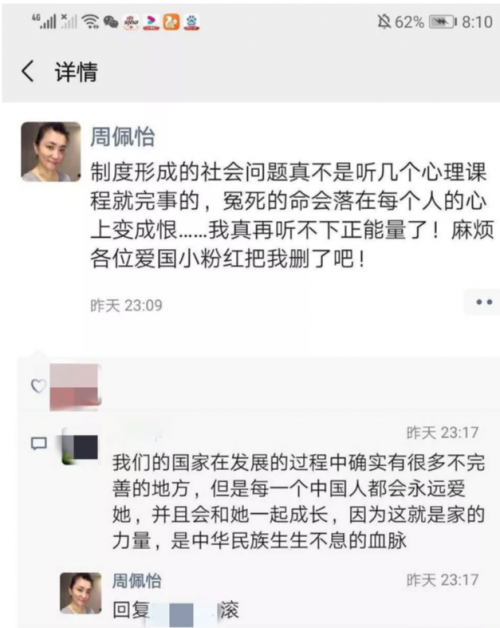 4G 62% 8:10
详情
周佩怡
制度形成的社会问题真不是听几个心理课
程就完事的，冤死的命会落在每个人的心
上变成恨……我真再听不下正能量了！麻烦
各位爱国小粉红把我删了吧！
昨天 23:09
昨天 23:17
我们的国家在发展的过程中确实有很多不完
善的地方，但是每一个中国人都会永远爱
她，并且会和她一起成长，因为这就是家的
力量，是中华民族生生不息的血脉
周佩怡 昨天 23:17
回复 滚